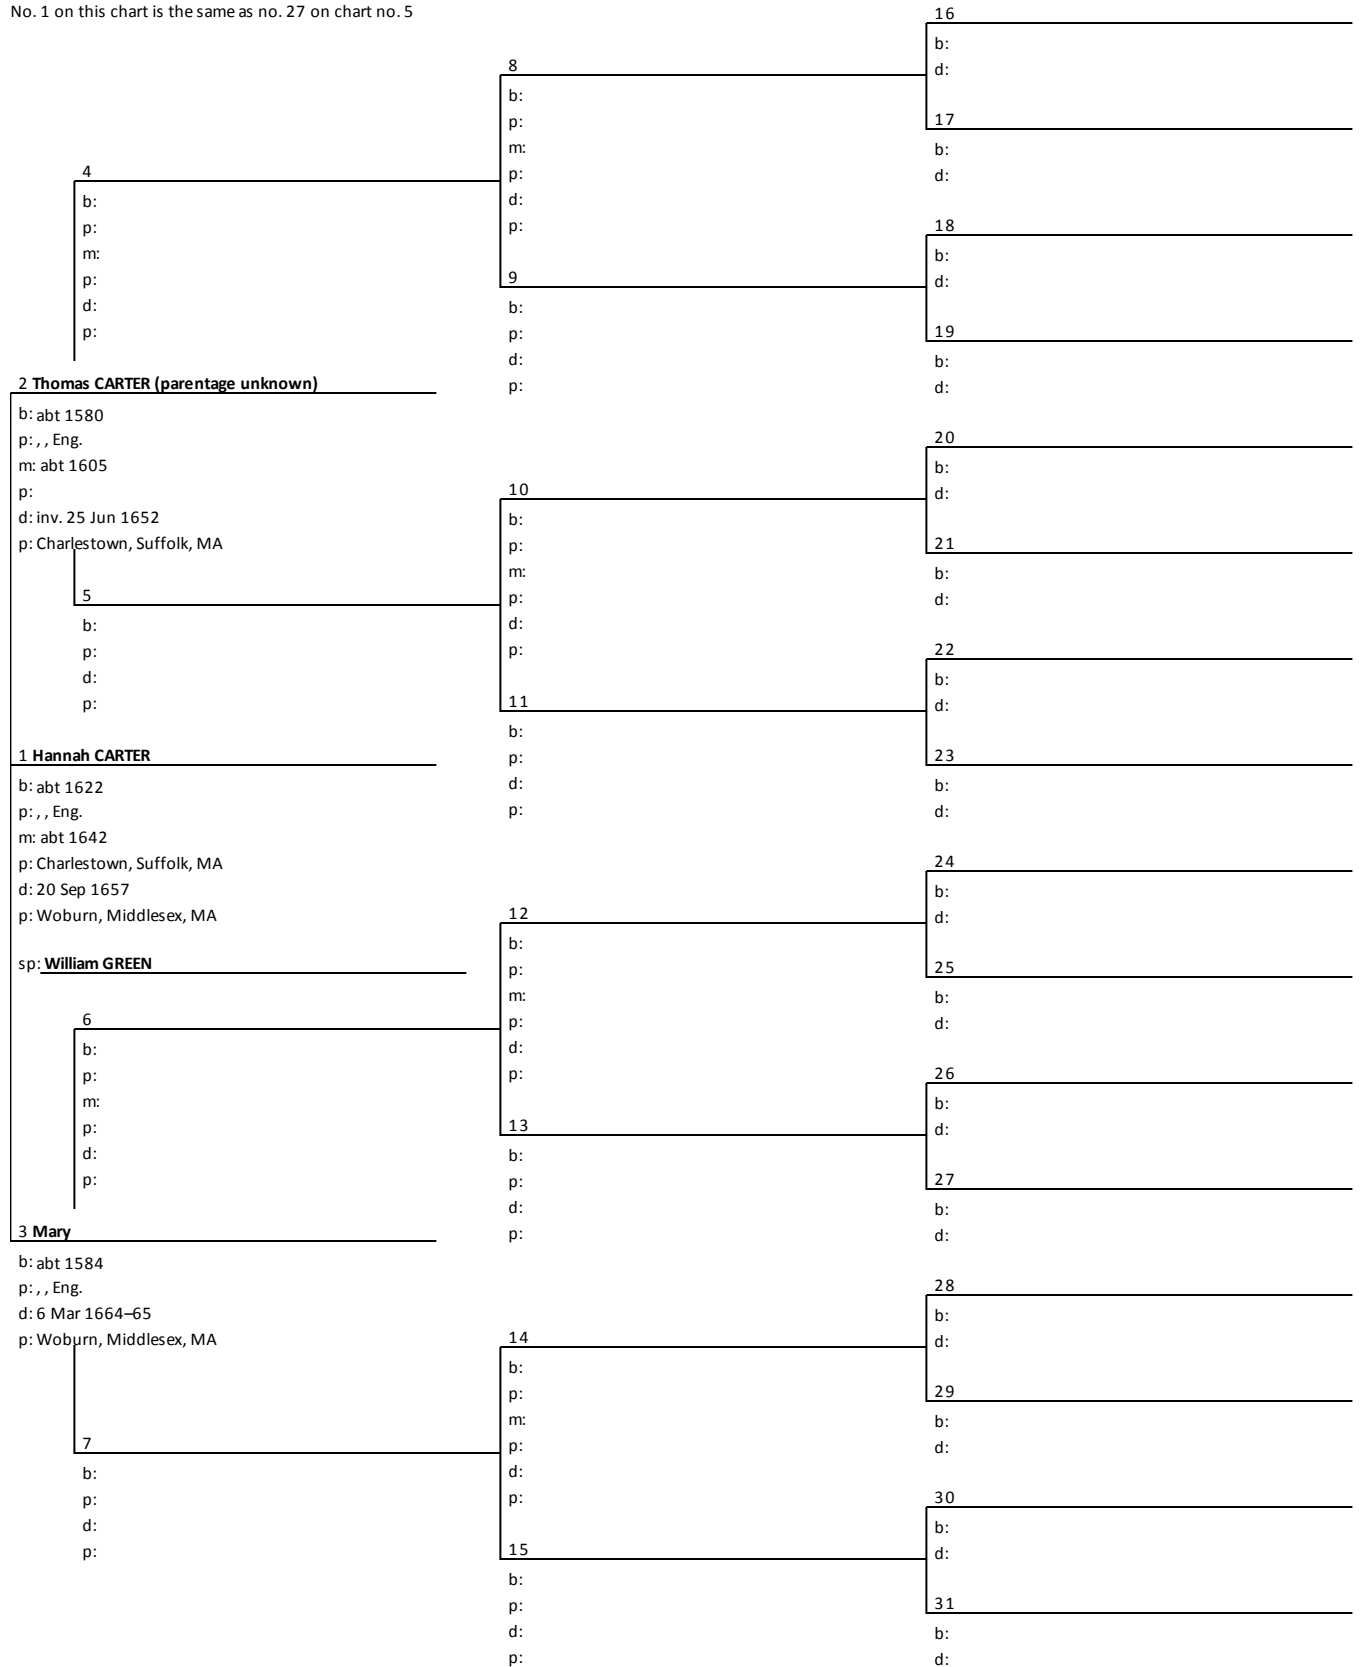 No. 1 on this chart is the same as no. 27 on chart no. 5
2 Thomas CARTER (parentage unknown)
b: abt 1580
p: , , Eng.
m: abt 1605
p:
d: inv. 25 Jun 1652
p: Charlestown, Suffolk, MA
1 Hannah CARTER
b: abt 1622
p: , , Eng.
m: abt 1642
p: Charlestown, Suffolk, MA
d: 20 Sep 1657
p: Woburn, Middlesex, MA
sp: William GREEN
3 Mary
b: abt 1584
p: , , Eng.
d: 6 Mar 1664–65
p: Woburn, Middlesex, MA
4
b:
p:
m:
p:
d:
p:
5
b:
p:
d:
p:
6
b:
p:
m:
p:
d:
p:
7
b:
p:
d:
p:
8
b:
p:
m:
p:
d:
p:
9
b:
p:
d:
p:
10
b:
p:
m:
p:
d:
p:
11
b:
p:
d:
p:
12
b:
p:
m:
p:
d:
p:
13
b:
p:
d:
p:
14
b:
p:
m:
p:
d:
p:
15
b:
p:
d:
p:
16
b:
d:
17
b:
d:
18
b:
d:
19
b:
d:
20
b:
d:
21
b:
d:
22
b:
d:
23
b:
d:
24
b:
d:
25
b:
d:
26
b:
d:
27
b:
d:
28
b:
d:
29
b:
d:
30
b:
d:
31
b:
d: